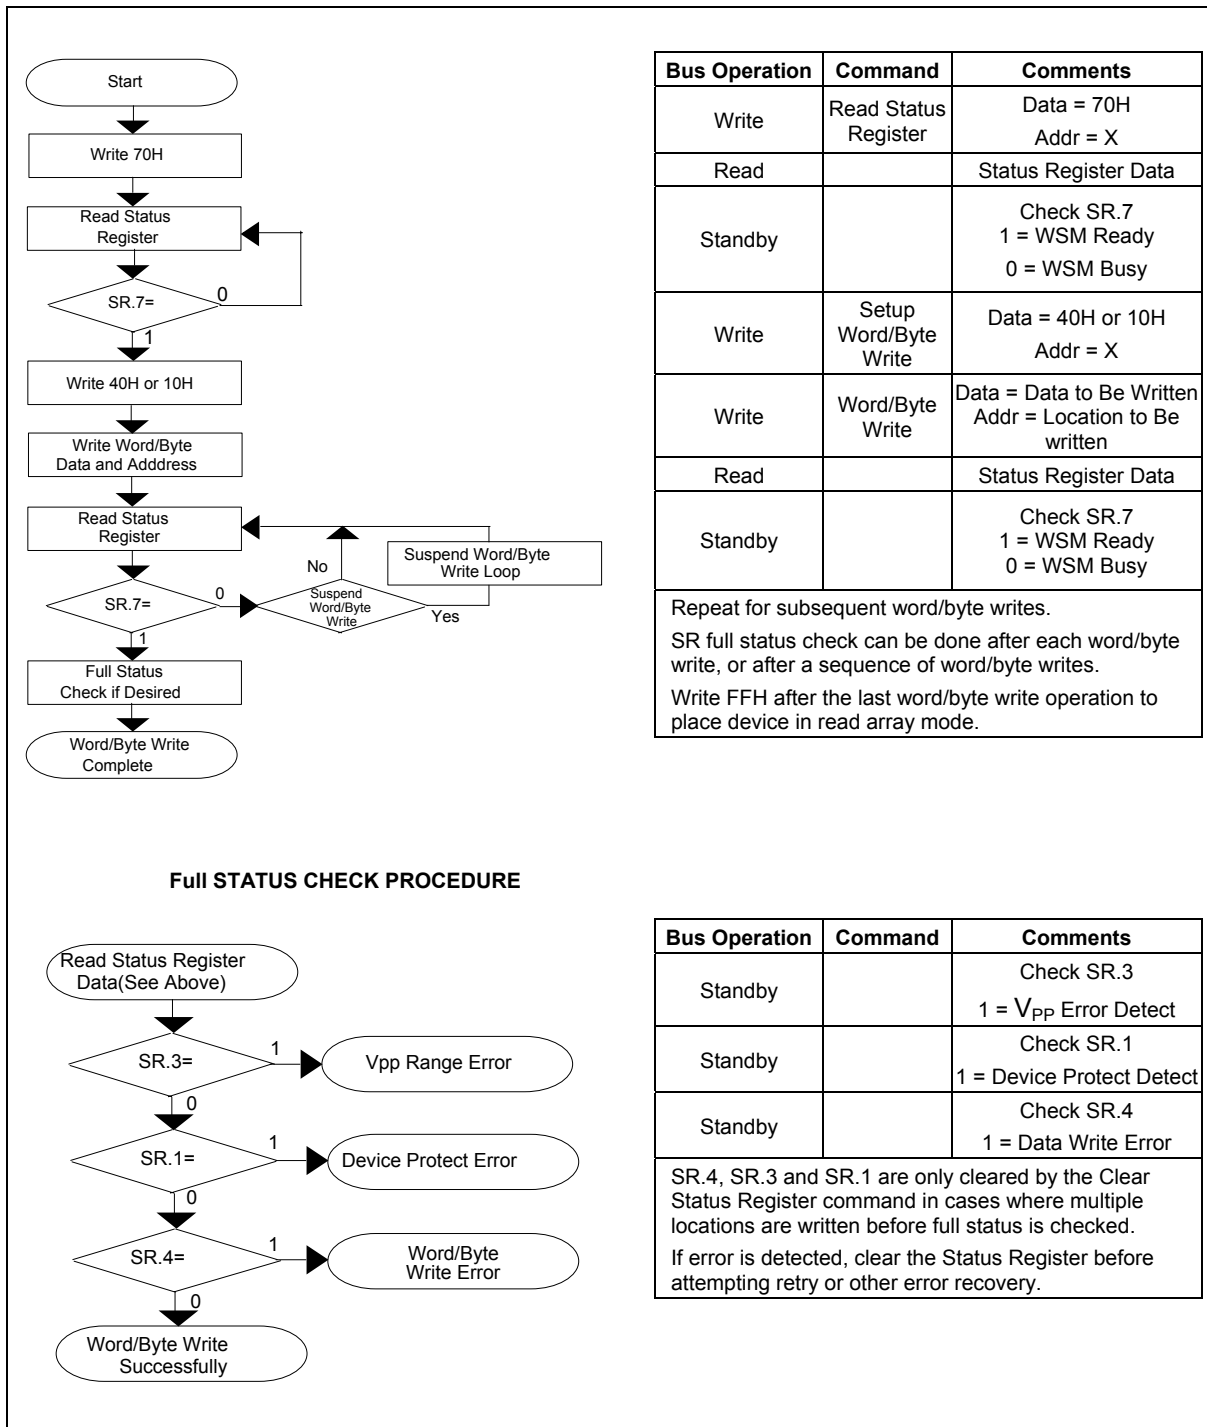 Start
Write 70H
Read Status
Register
SR.7=
0
1
Write 40H or 10H
Write Word/Byte
Data and Adddress
Read Status
Register
SR.7=
0
1
Suspend
Word/Byte
Write
No
Yes
Suspend Word/Byte
Write Loop
Full Status
Check if Desired
Word/Byte Write
Complete
Bus Operation Command Comments
Write Read Status Register Data = 70H
Addr = X
Read Status Register Data
Standby Check SR.7
1 = WSM Ready
0 = WSM Busy
Write Setup Word/Byte Write Data = 40H or 10H
Addr = X
Write Word/Byte Write Data = Data to Be Written
Addr = Location to Be
written
Read Status Register Data
Standby Check SR.7
1 = WSM Ready
0 = WSM Busy
Repeat for subsequent word/byte writes.
SR full status check can be done after each word/byte
write, or after a sequence of word/byte writes.
Write FFH after the last word/byte write operation to
place device in read array mode.
Full STATUS CHECK PROCEDURE
Read Status Register
Data(See Above)
SR.3=
1
Vpp Range Error
0
SR.1=
1
Device Protect Error
0
SR.4=
1
Word/Byte
Write Error
0
Word/Byte Write
Successfully
Bus Operation Command Comments
Standby Check SR.3
1 = VPP Error Detect
Standby Check SR.1
1 = Device Protect Detect
Standby Check SR.4
1 = Data Write Error
SR.4, SR.3 and SR.1 are only cleared by the Clear
Status Register command in cases where multiple
locations are written before full status is checked.
If error is detected, clear the Status Register before
attempting retry or other error recovery.